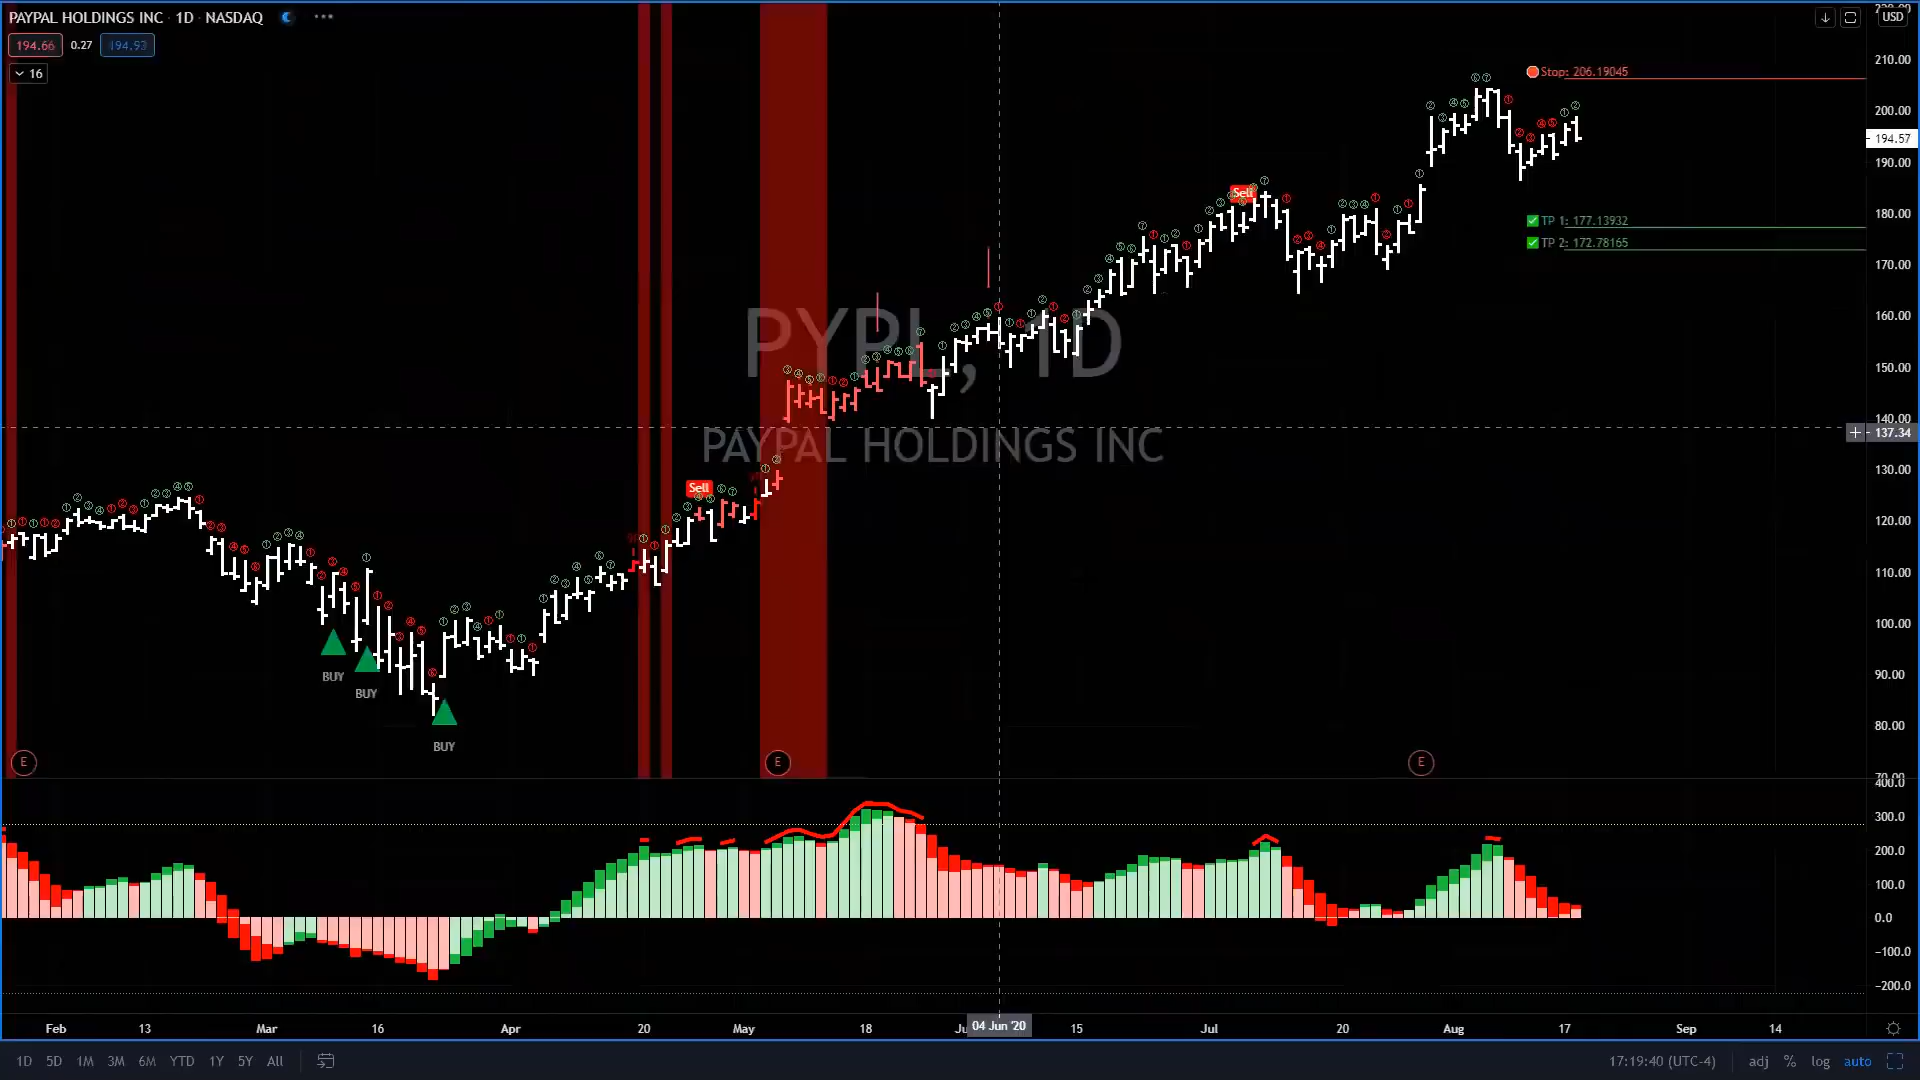 PAYPAL HOLDINGS INC · 1D · NASDAQ
USD
194.66 0.27 194.93
16
Stop: 206.19045
TP 1: 177.13932
TP 2: 172.78165
Sell
Sell
PYPL, 1D
PAYPAL HOLDINGS INC
BUY
BUY
BUY
E
E
E
210.00
200.00
194.57
190.00
180.00
170.00
160.00
150.00
140.00
137.34
130.00
120.00
110.00
100.00
90.00
80.00
70.00
400.0
300.0
200.0
100.0
0.0
-100.0
-200.0
Feb 13 Mar 16 Apr 20 May 18 04 Jun '20 15 Jul 20 Aug 17 Sep 14
1D 5D 1M 3M 6M YTD 1Y 5Y All
17:19:40 (UTC-4) adj % log auto